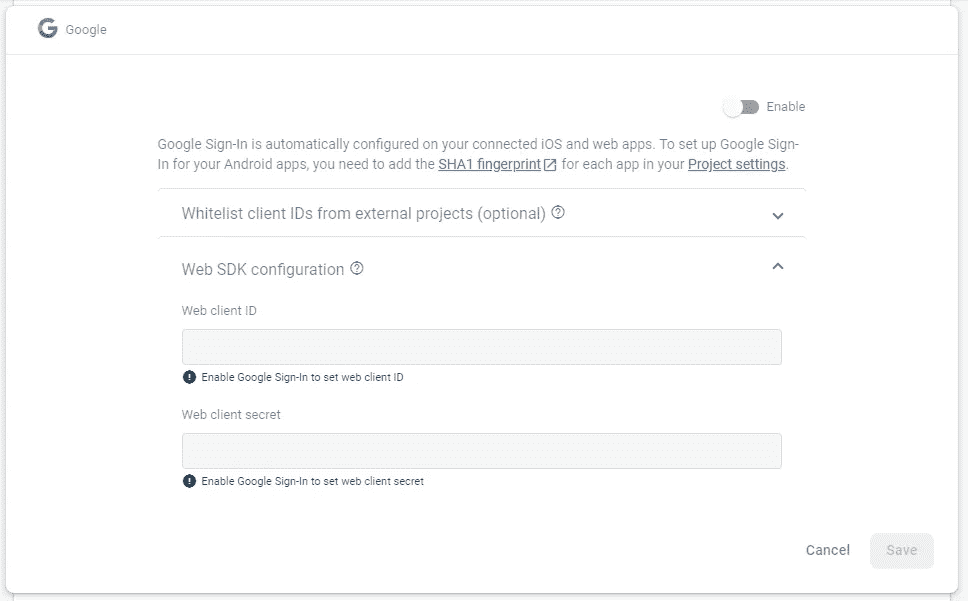 Google
Enable
Google Sign-In is automatically configured on your connected iOS and web apps. To set up Google Sign-
In for your Android apps, you need to add the SHA1 fingerprint for each app in your Project settings.
Whitelist client IDs from external projects (optional)
Web SDK configuration
Web client ID
Enable Google Sign-In to set web client ID
Web client secret
Enable Google Sign-In to set web client secret
Cancel Save